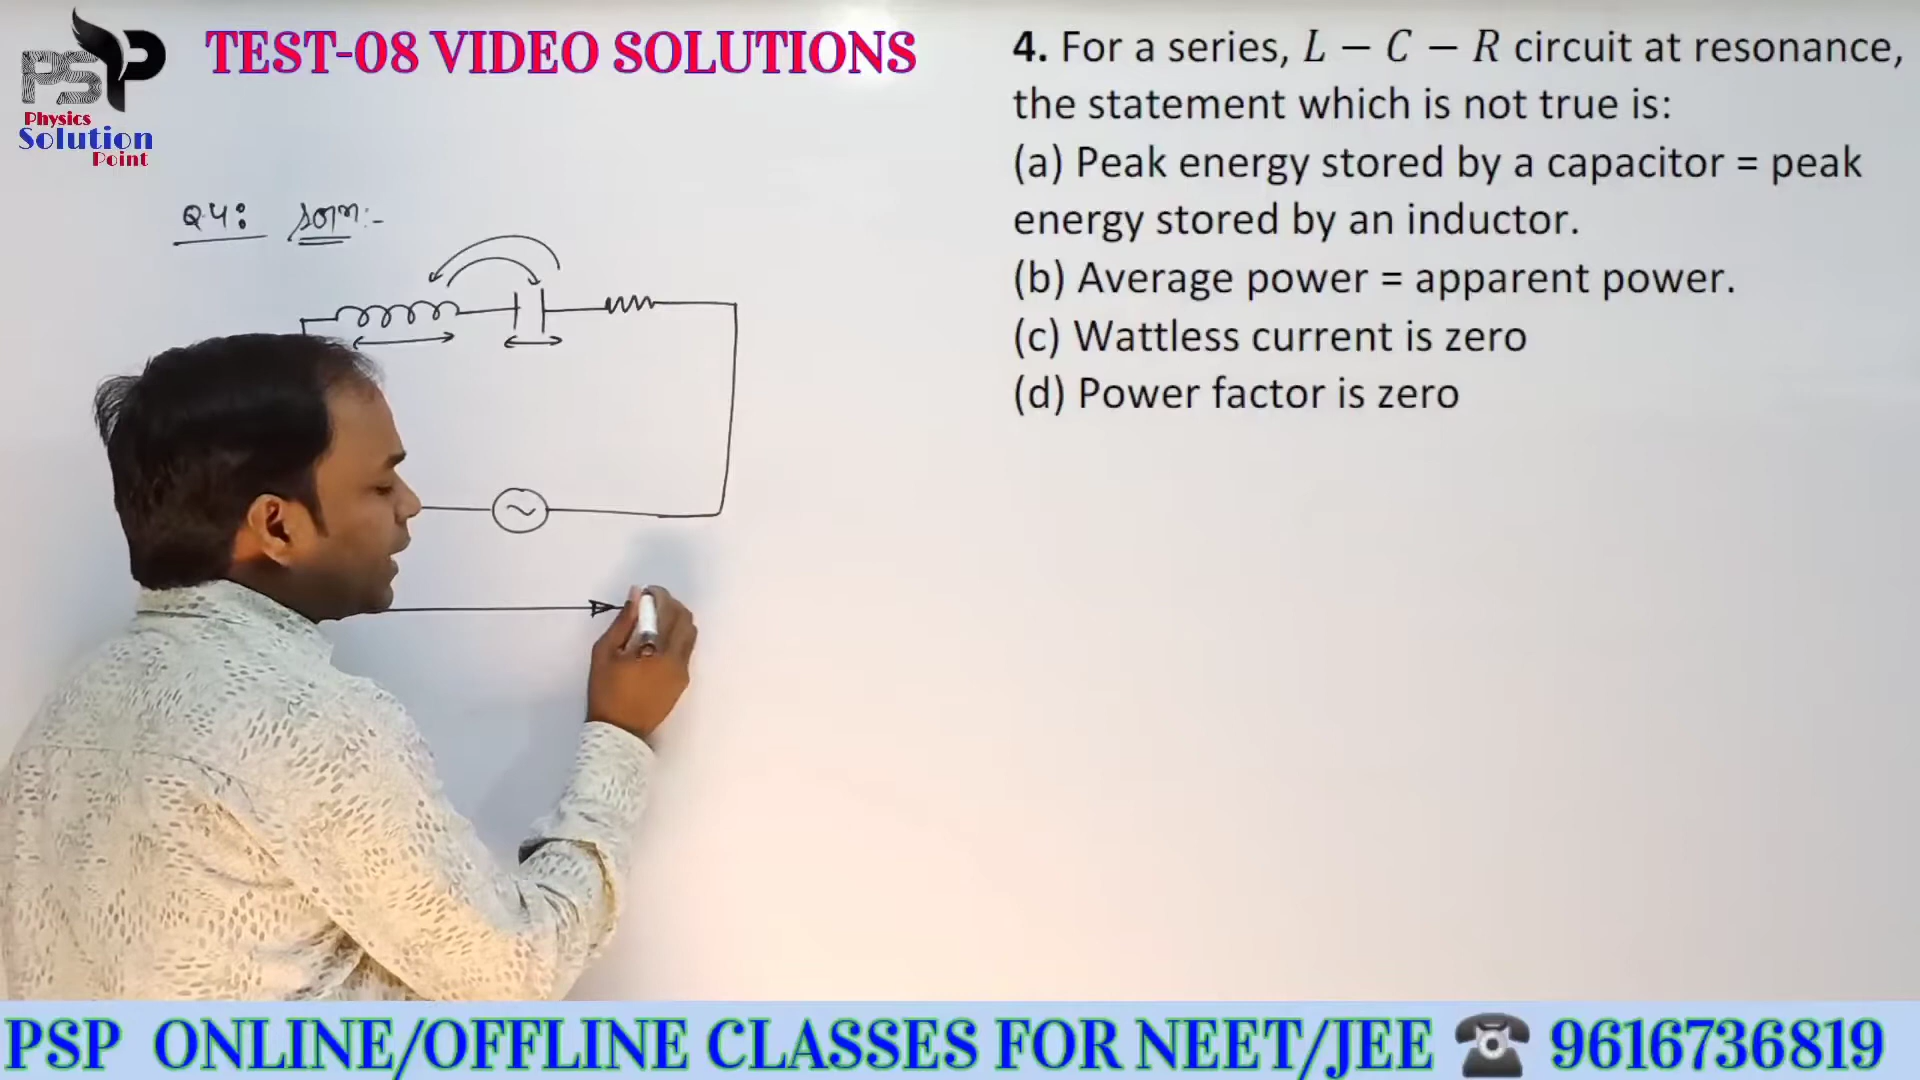 PSP
Physics
Solution
Point
TEST-08 VIDEO SOLUTIONS
4. For a series, L – C – R circuit at resonance,
the statement which is not true is:
(a) Peak energy stored by a capacitor = peak
energy stored by an inductor.
(b) Average power = apparent power.
(c) Wattless current is zero
(d) Power factor is zero
Q.4: Soln:-
PSP ONLINE/OFFLINE CLASSES FOR NEET/JEE ☎ 9616736819